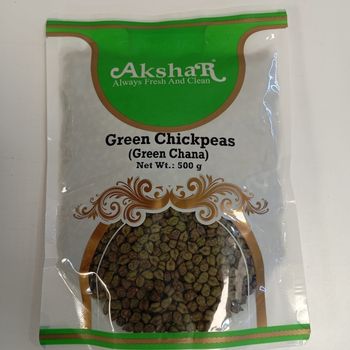 AkshaR
Always Fresh And Clean
Green Chickpeas
(Green Chana)
Net Wt.: 500 g